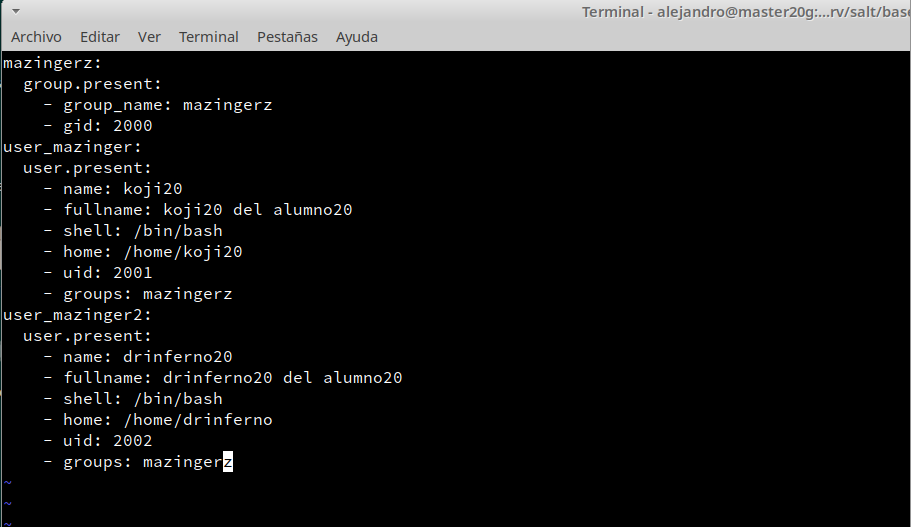 Terminal - alejandro@master20g:...rv/salt/base
Archivo Editar Ver Terminal Pestañas Ayuda
mazingerz:
  group.present:
    - group_name: mazingerz
    - gid: 2000
user_mazinger:
  user.present:
    - name: koji20
    - fullname: koji20 del alumno20
    - shell: /bin/bash
    - home: /home/koji20
    - uid: 2001
    - groups: mazingerz
user_mazinger2:
  user.present:
    - name: drinferno20
    - fullname: drinferno20 del alumno20
    - shell: /bin/bash
    - home: /home/drinferno
    - uid: 2002
    - groups: mazingerz
~
~
~